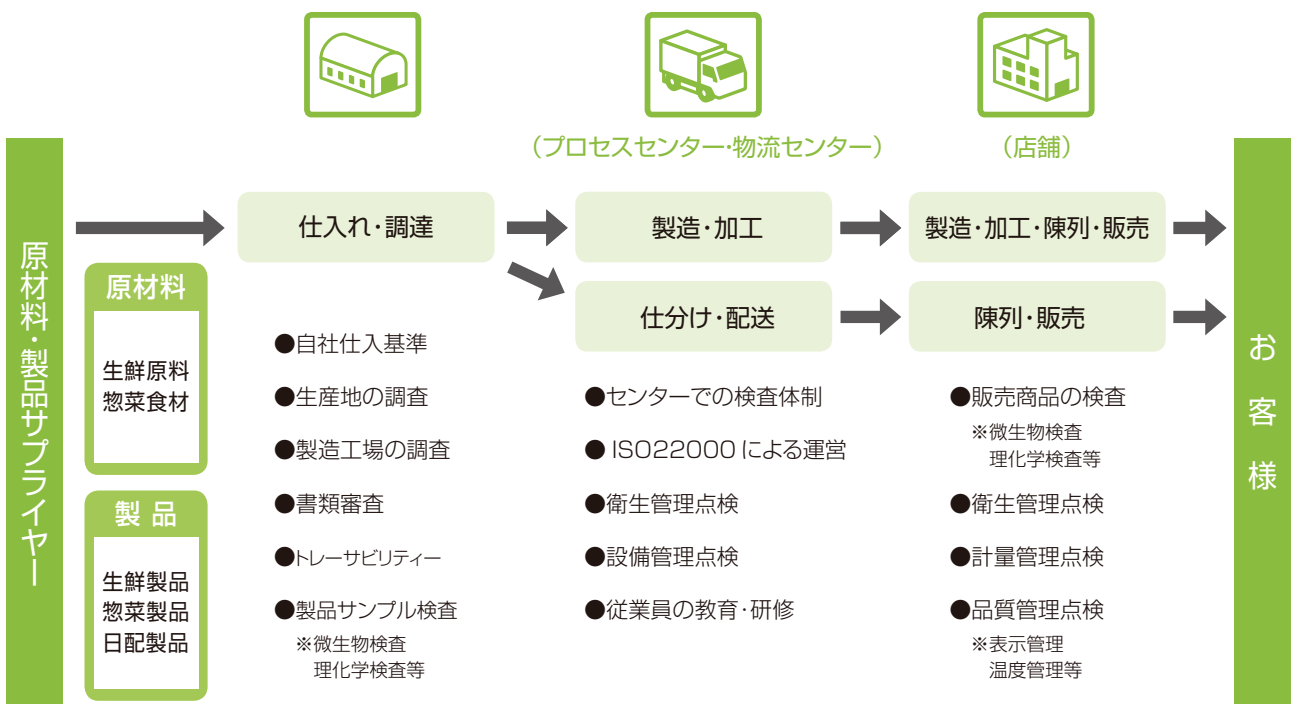 (プロセスセンター・物流センター)
(店舗)
原材料・製品サプライヤー
仕入れ・調達
製造・加工
製造・加工・陳列・販売
仕分け・配送
陳列・販売
原材料
生鮮原料
惣菜食材
製品
生鮮製品
惣菜製品
日配製品
●自社仕入基準
●生産地の調査
●製造工場の調査
●書類審査
●トレーサビリティー
●製品サンプル検査
※微生物検査
理化学検査等
●センターでの検査体制
●ISO22000による運営
●衛生管理点検
●設備管理点検
●従業員の教育・研修
●販売商品の検査
※微生物検査
理化学検査等
●衛生管理点検
●計量管理点検
●品質管理点検
※表示管理
温度管理等
お客様